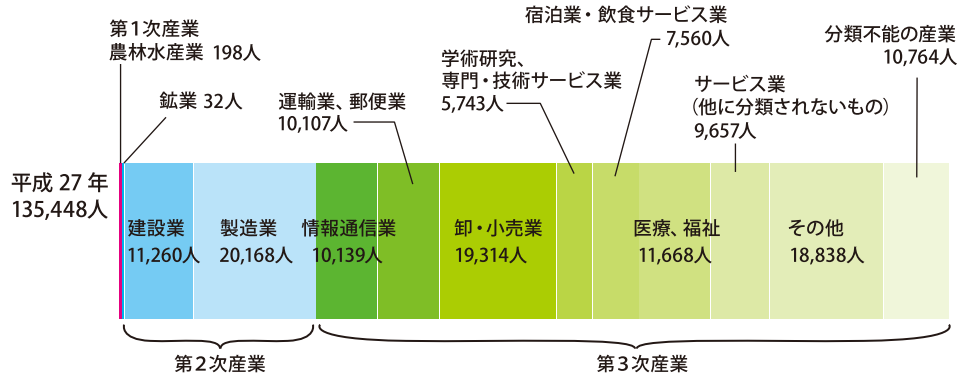 第1次産業
農林水産業 198人
鉱業 32人
運輸業、郵便業
10,107人
学術研究、
専門・技術サービス業
5,743人
宿泊業・飲食サービス業
7,560人
サービス業
(他に分類されないもの)
9,657人
分類不能の産業
10,764人
平成 27 年
135,448人
建設業
11,260人
製造業
20,168人
情報通信業
10,139人
卸・小売業
19,314人
医療、福祉
11,668人
その他
18,838人
第2次産業
第3次産業